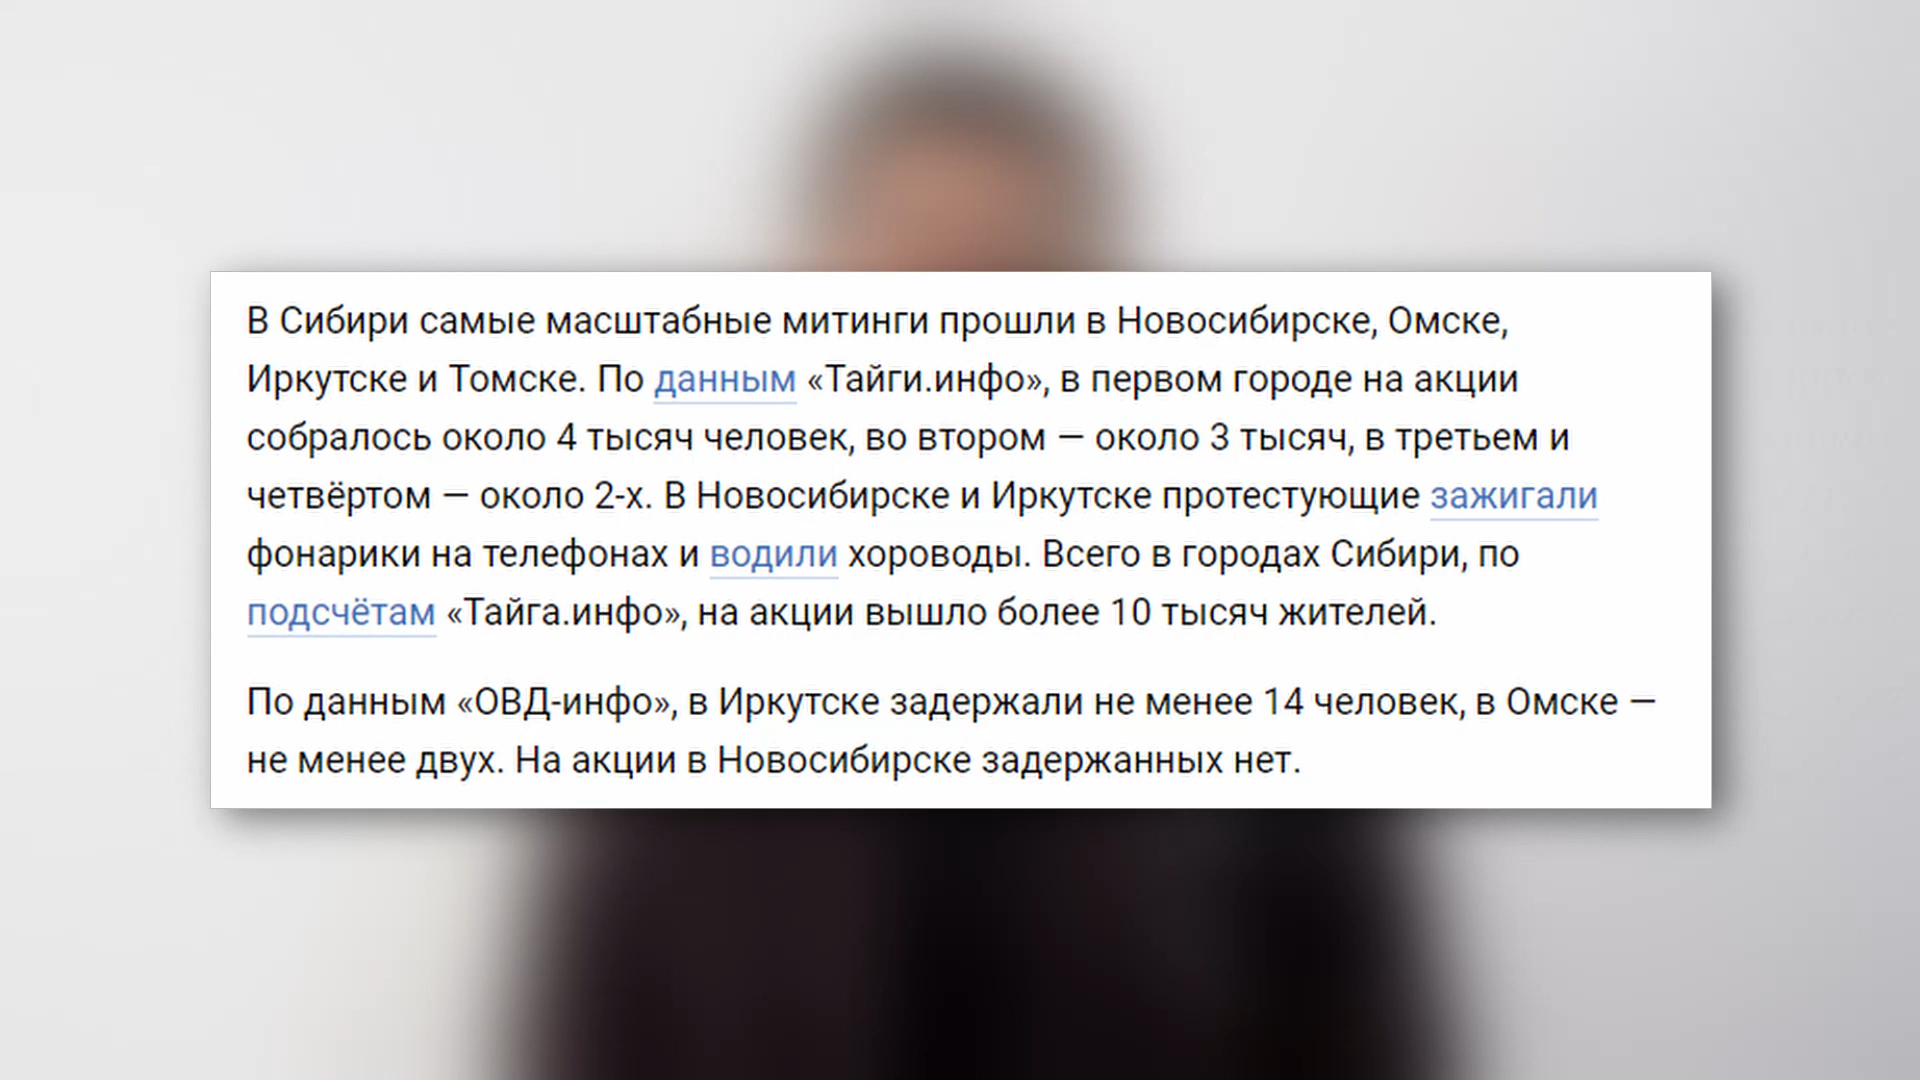 В Сибири самые масштабные митинги прошли в Новосибирске, Омске,
Иркутске и Томске. По данным «Тайги.инфо», в первом городе на акции
собралось около 4 тысяч человек, во втором — около 3 тысяч, в третьем и
четвёртом — около 2-х. В Новосибирске и Иркутске протестующие зажигали
фонарики на телефонах и водили хороводы. Всего в городах Сибири, по
подсчётам «Тайга.инфо», на акции вышло более 10 тысяч жителей.
По данным «ОВД-инфо», в Иркутске задержали не менее 14 человек, в Омске —
не менее двух. На акции в Новосибирске задержанных нет.